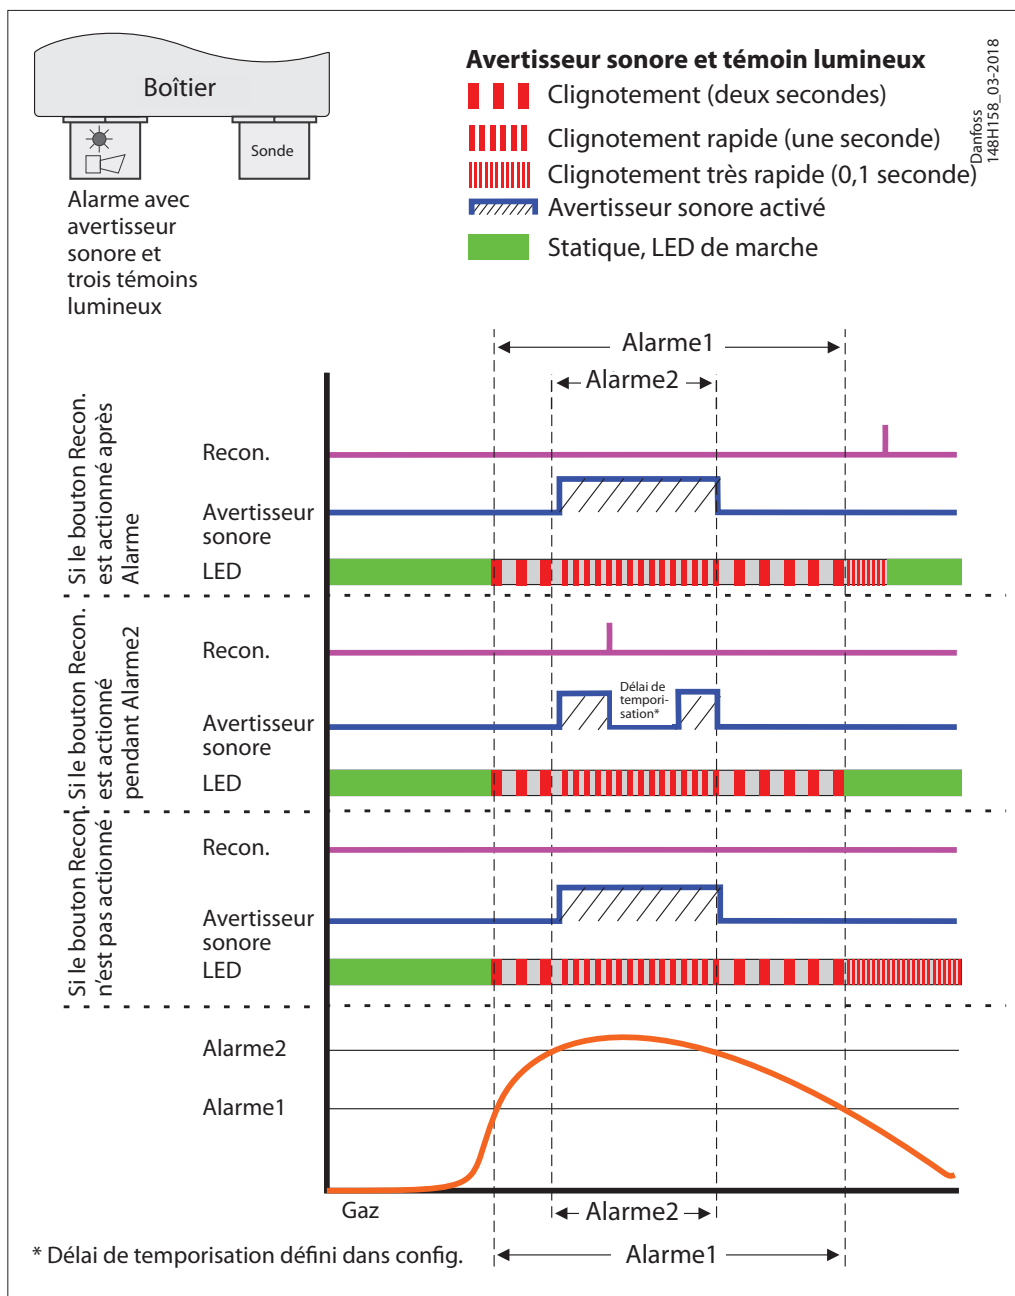 Boîtier
Sonde
Alarme avec
avertisseur
sonore et
trois témoins
lumineux
Avertisseur sonore et témoin lumineux
Clignotement (deux secondes)
Clignotement rapide (une seconde)
Clignotement très rapide (0,1 seconde)
Avertisseur sonore activé
Statique, LED de marche
Danfoss
148H158_03-2018
Alarme1
Alarme2
Si le bouton Recon.
est actionné après
Alarme
Recon.
Avertisseur
sonore
LED
Si le bouton Recon.
est actionné
pendant Alarme2
Recon.
Délai de
tempori-
sation*
Avertisseur
sonore
LED
Si le bouton Recon.
n'est pas actionné
Recon.
Avertisseur
sonore
LED
Alarme2
Alarme1
Gaz
Alarme2
Alarme1
* Délai de temporisation défini dans config.